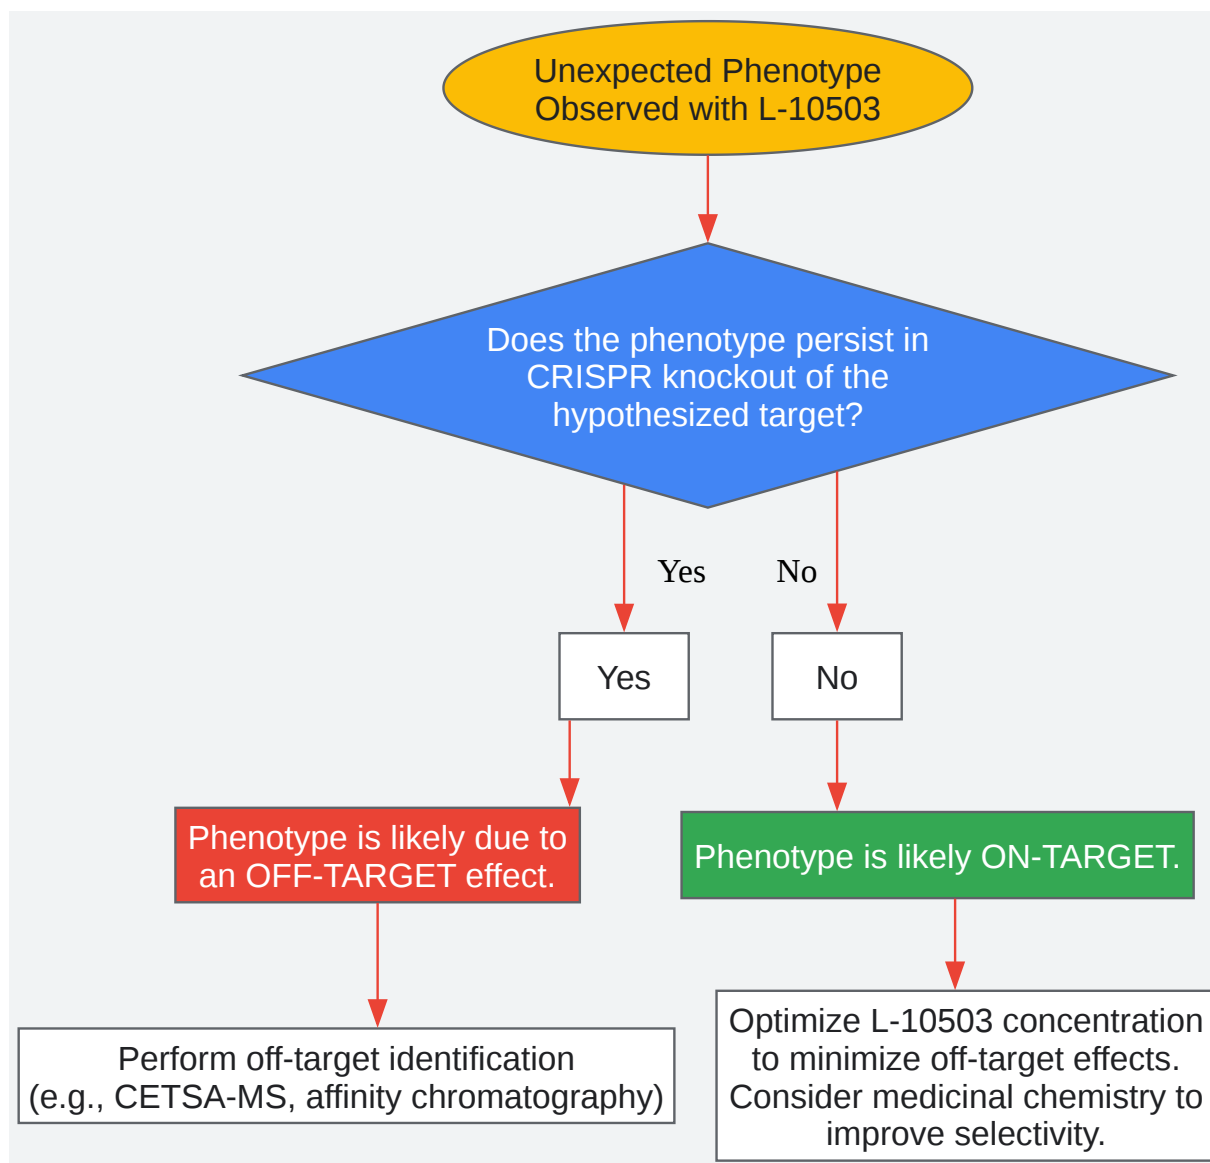 Unexpected Phenotype
Observed with L-10503
Does the phenotype persist in
CRISPR knockout of the
hypothesized target?
Yes
No
Yes
No
Phenotype is likely due to
an OFF-TARGET effect.
Phenotype is likely ON-TARGET.
Perform off-target identification
(e.g., CETSA-MS, affinity chromatography)
Optimize L-10503 concentration
to minimize off-target effects.
Consider medicinal chemistry to
improve selectivity.